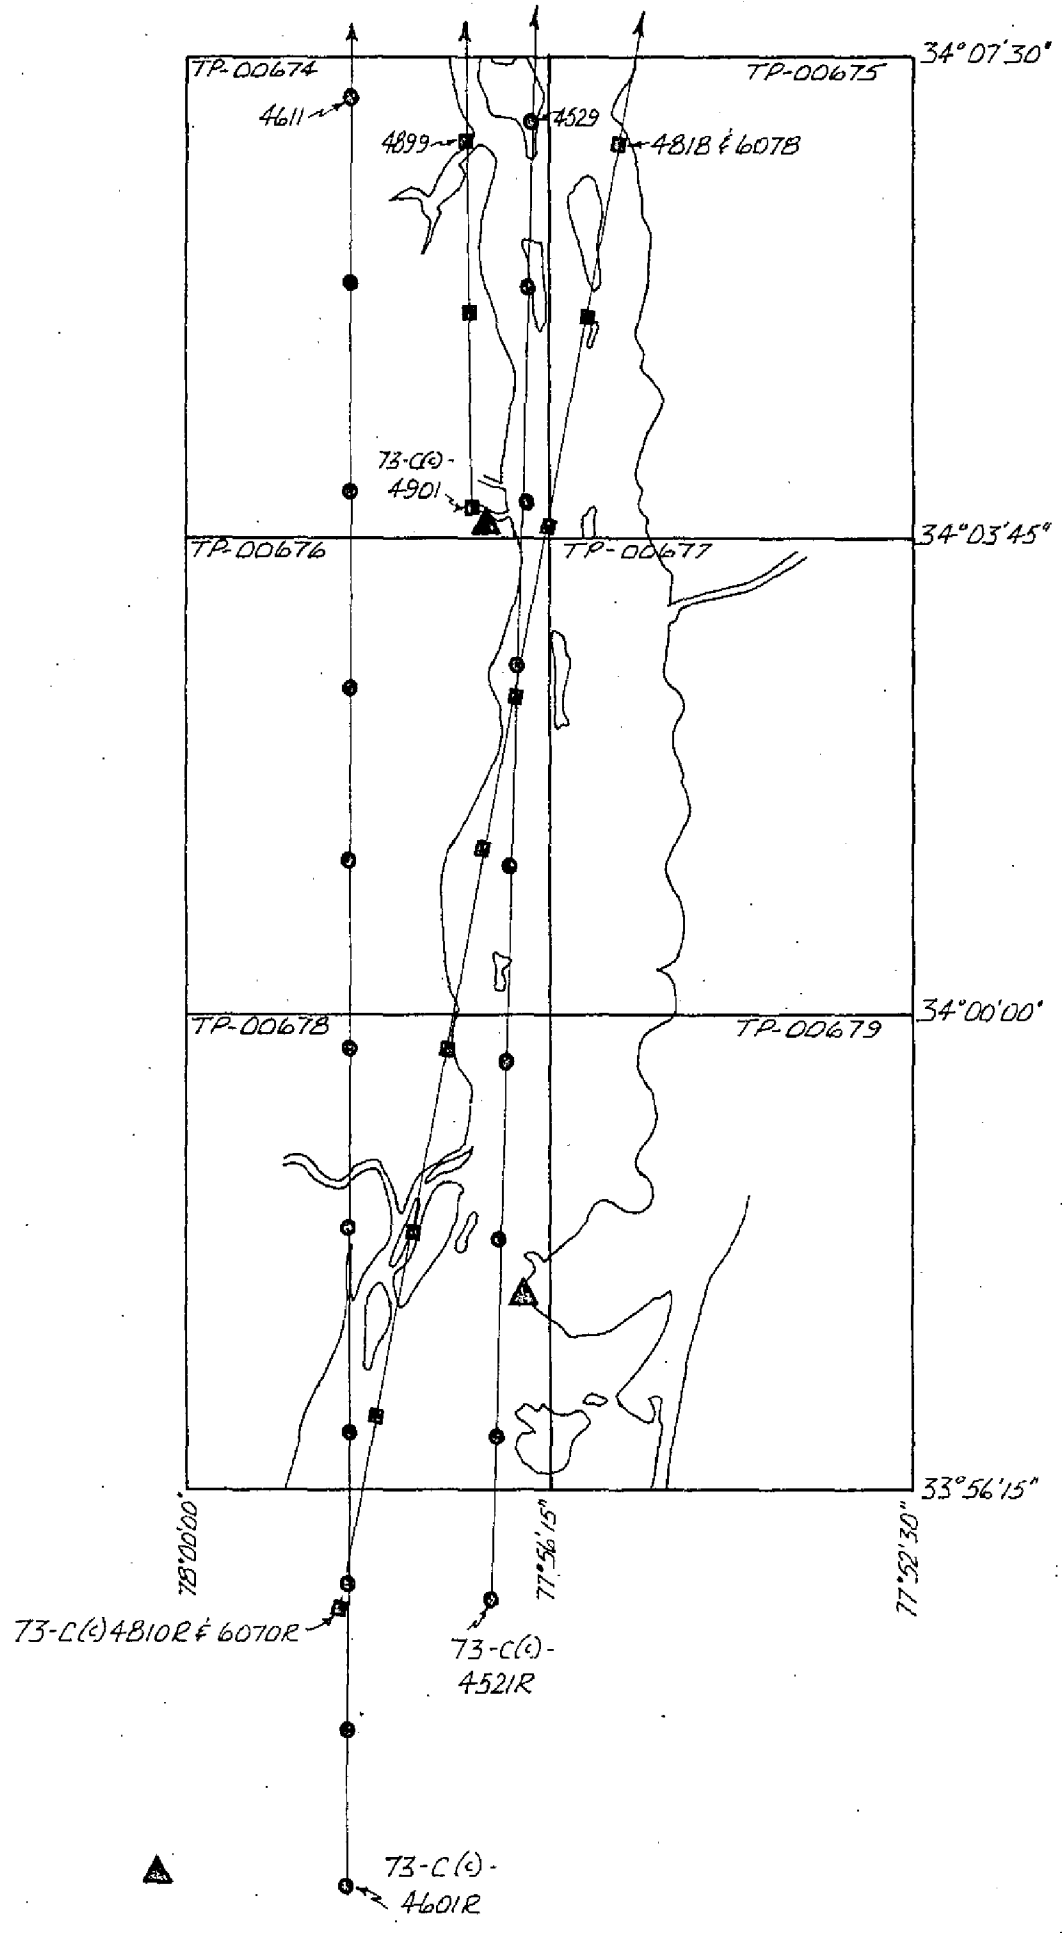 34°07'30"
TP-00674
TP-00675
4611
4529
4899
4818 & 6078
73-C(c)-
4901
34°03'45"
TP-00676
TP-00677
34°00'00"
TP-00678
TP-00679
33°56'15"
78°00'00"
77°56'15"
77°52'30"
73-C(c)4810R & 6070R
73-C(c)-
4521R
73-C(c)-
4601R